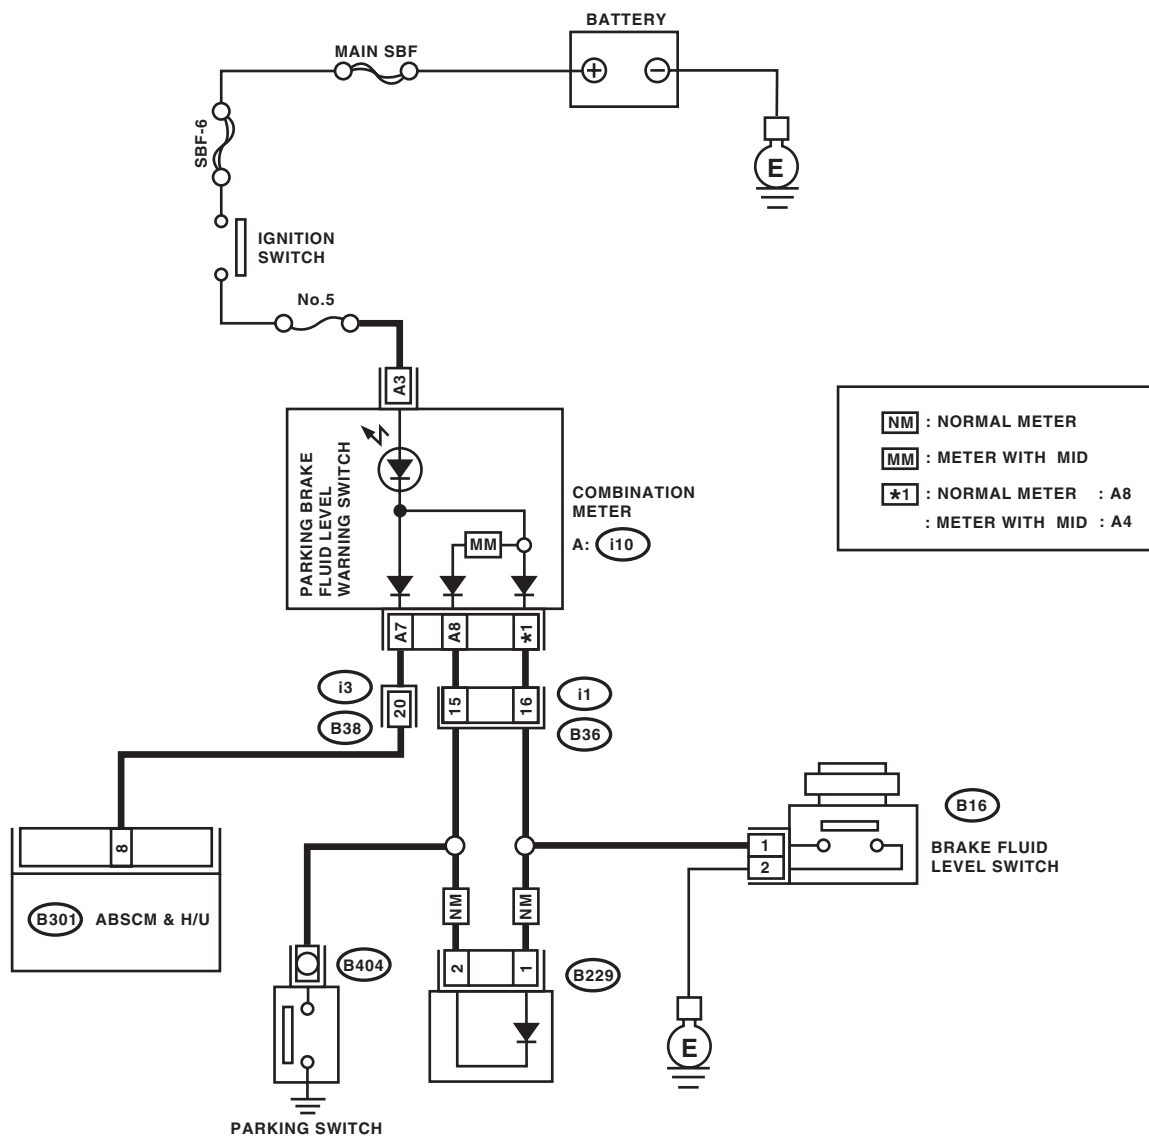 BATTERY
MAIN SBF
+
−
SBF-6
E
IGNITION
SWITCH
No.5
A3
NM : NORMAL METER
MM : METER WITH MID
*1 : NORMAL METER : A8
: METER WITH MID : A4
PARKING BRAKE
FLUID LEVEL
WARNING SWITCH
COMBINATION
METER
A: i10
MM
A7
A8
*1
i3
B38
20
15
16
i1
B36
B16
BRAKE FLUID
LEVEL SWITCH
1
2
8
B301 ABSCM & H/U
NM
NM
B404
2
1
B229
E
PARKING SWITCH